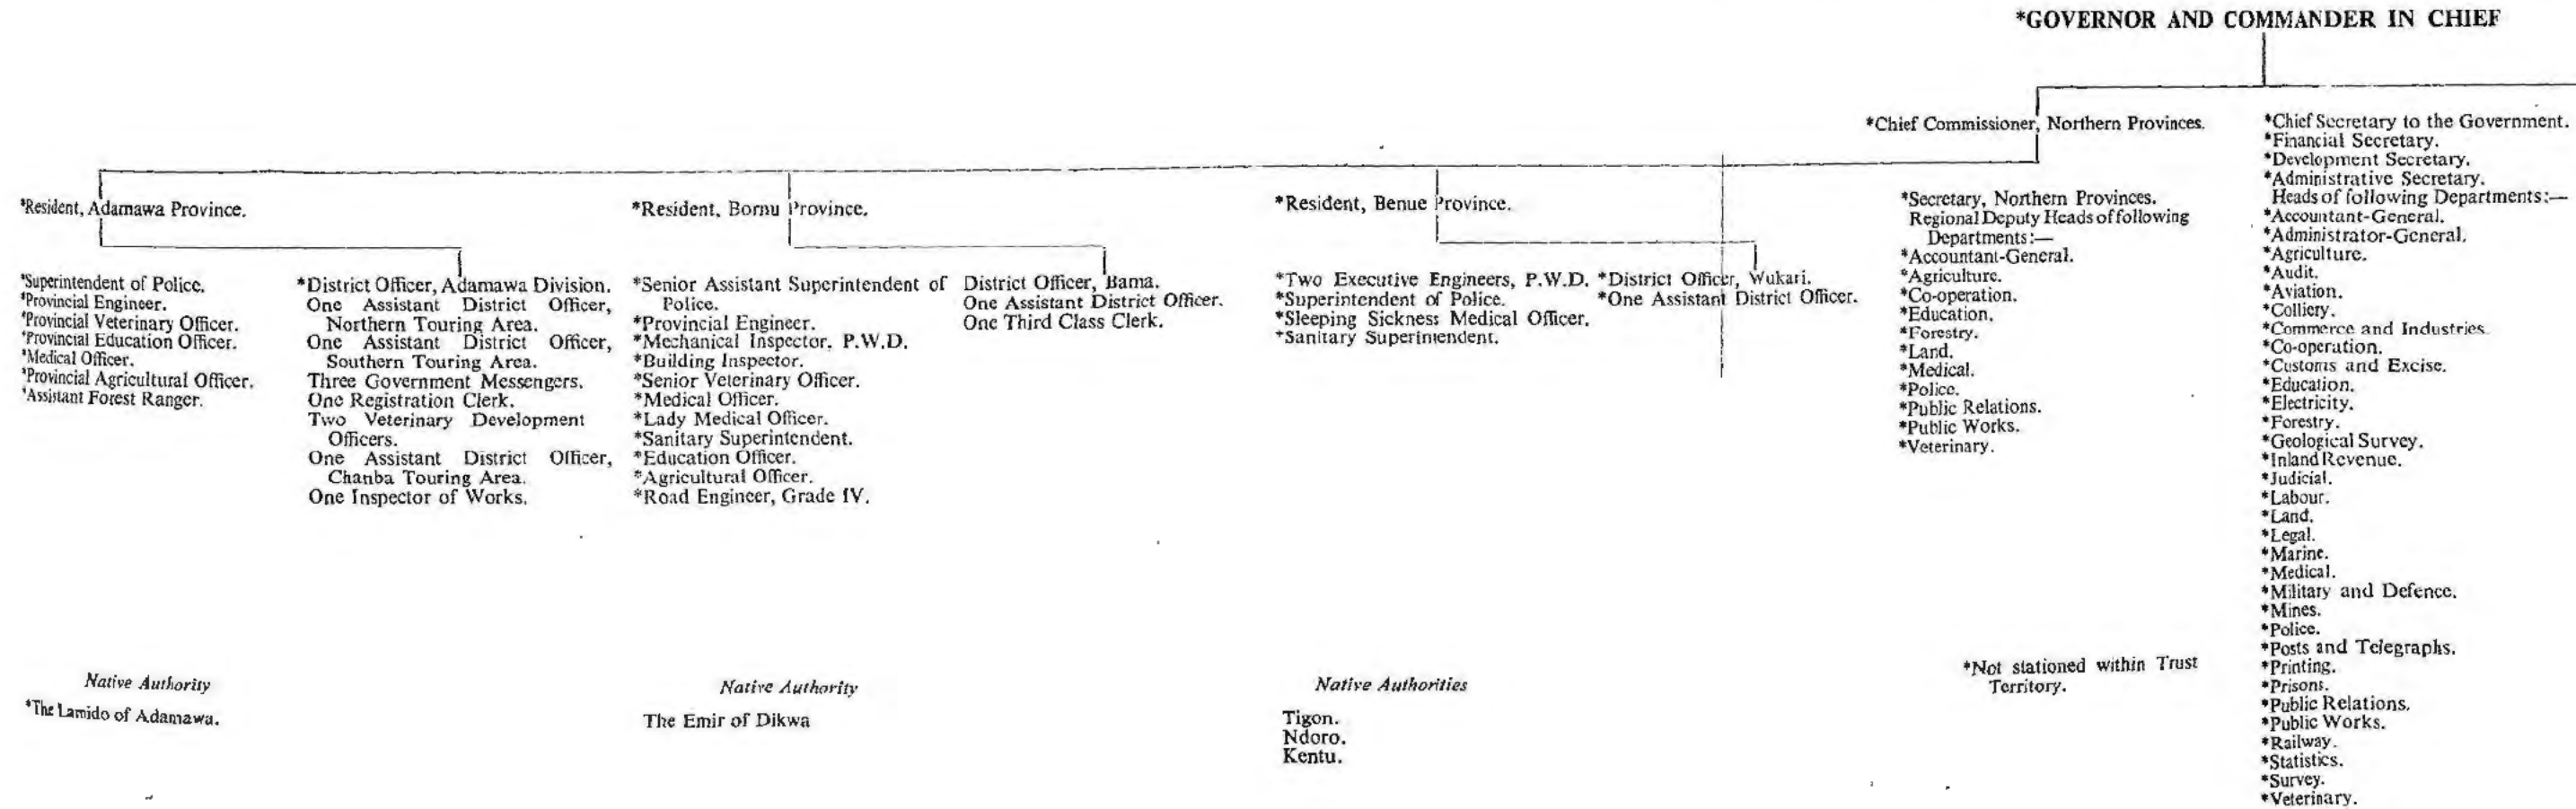 *GOVERNOR AND COMMANDER IN CHIEF
*Chief Commissioner, Northern Provinces.
*Resident, Adamawa Province.
*Superintendent of Police.
*Provincial Engineer.
*Provincial Veterinary Officer.
*Provincial Education Officer.
*Medical Officer.
*Provincial Agricultural Officer.
*Assistant Forest Ranger.
*District Officer, Adamawa Division.
One Assistant District Officer,
Northern Touring Area.
One Assistant District Officer,
Southern Touring Area.
Three Government Messengers.
One Registration Clerk.
Two Veterinary Development
Officers.
One Assistant District Officer,
Chanba Touring Area.
One Inspector of Works.
Native Authority
*The Lamido of Adamawa.
*Resident, Bornu Province.
*Senior Assistant Superintendent of
Police.
*Provincial Engineer.
*Mechanical Inspector, P.W.D.
*Building Inspector.
*Senior Veterinary Officer.
*Medical Officer.
*Lady Medical Officer.
*Sanitary Superintendent.
*Education Officer.
*Agricultural Officer.
*Road Engineer, Grade IV.
District Officer, Bama.
One Assistant District Officer.
One Third Class Clerk.
Native Authority
The Emir of Dikwa
*Resident, Benue Province.
*Two Executive Engineers, P.W.D.
*Superintendent of Police.
*Sleeping Sickness Medical Officer.
*Sanitary Superintendent.
*District Officer, Wukari.
*One Assistant District Officer.
Native Authorities
Tigon.
Ndoro.
Kentu.
*Secretary, Northern Provinces.
Regional Deputy Heads of following
Departments:—
*Accountant-General.
*Agriculture.
*Co-operation.
*Education.
*Forestry.
*Land.
*Medical.
*Police.
*Public Relations.
*Public Works.
*Veterinary.
*Not stationed within Trust
Territory.
*Chief Secretary to the Government.
*Financial Secretary.
*Development Secretary.
*Administrative Secretary.
Heads of following Departments:—
*Accountant-General.
*Administrator-General.
*Agriculture.
*Audit.
*Aviation.
*Colliery.
*Commerce and Industries.
*Co-operation.
*Customs and Excise.
*Education.
*Electricity.
*Forestry.
*Geological Survey.
*Inland Revenue.
*Judicial.
*Labour.
*Land.
*Legal.
*Marine.
*Medical.
*Military and Defence.
*Mines.
*Police.
*Posts and Telegraphs.
*Printing.
*Prisons.
*Public Relations.
*Public Works.
*Railway.
*Statistics.
*Survey.
*Veterinary.